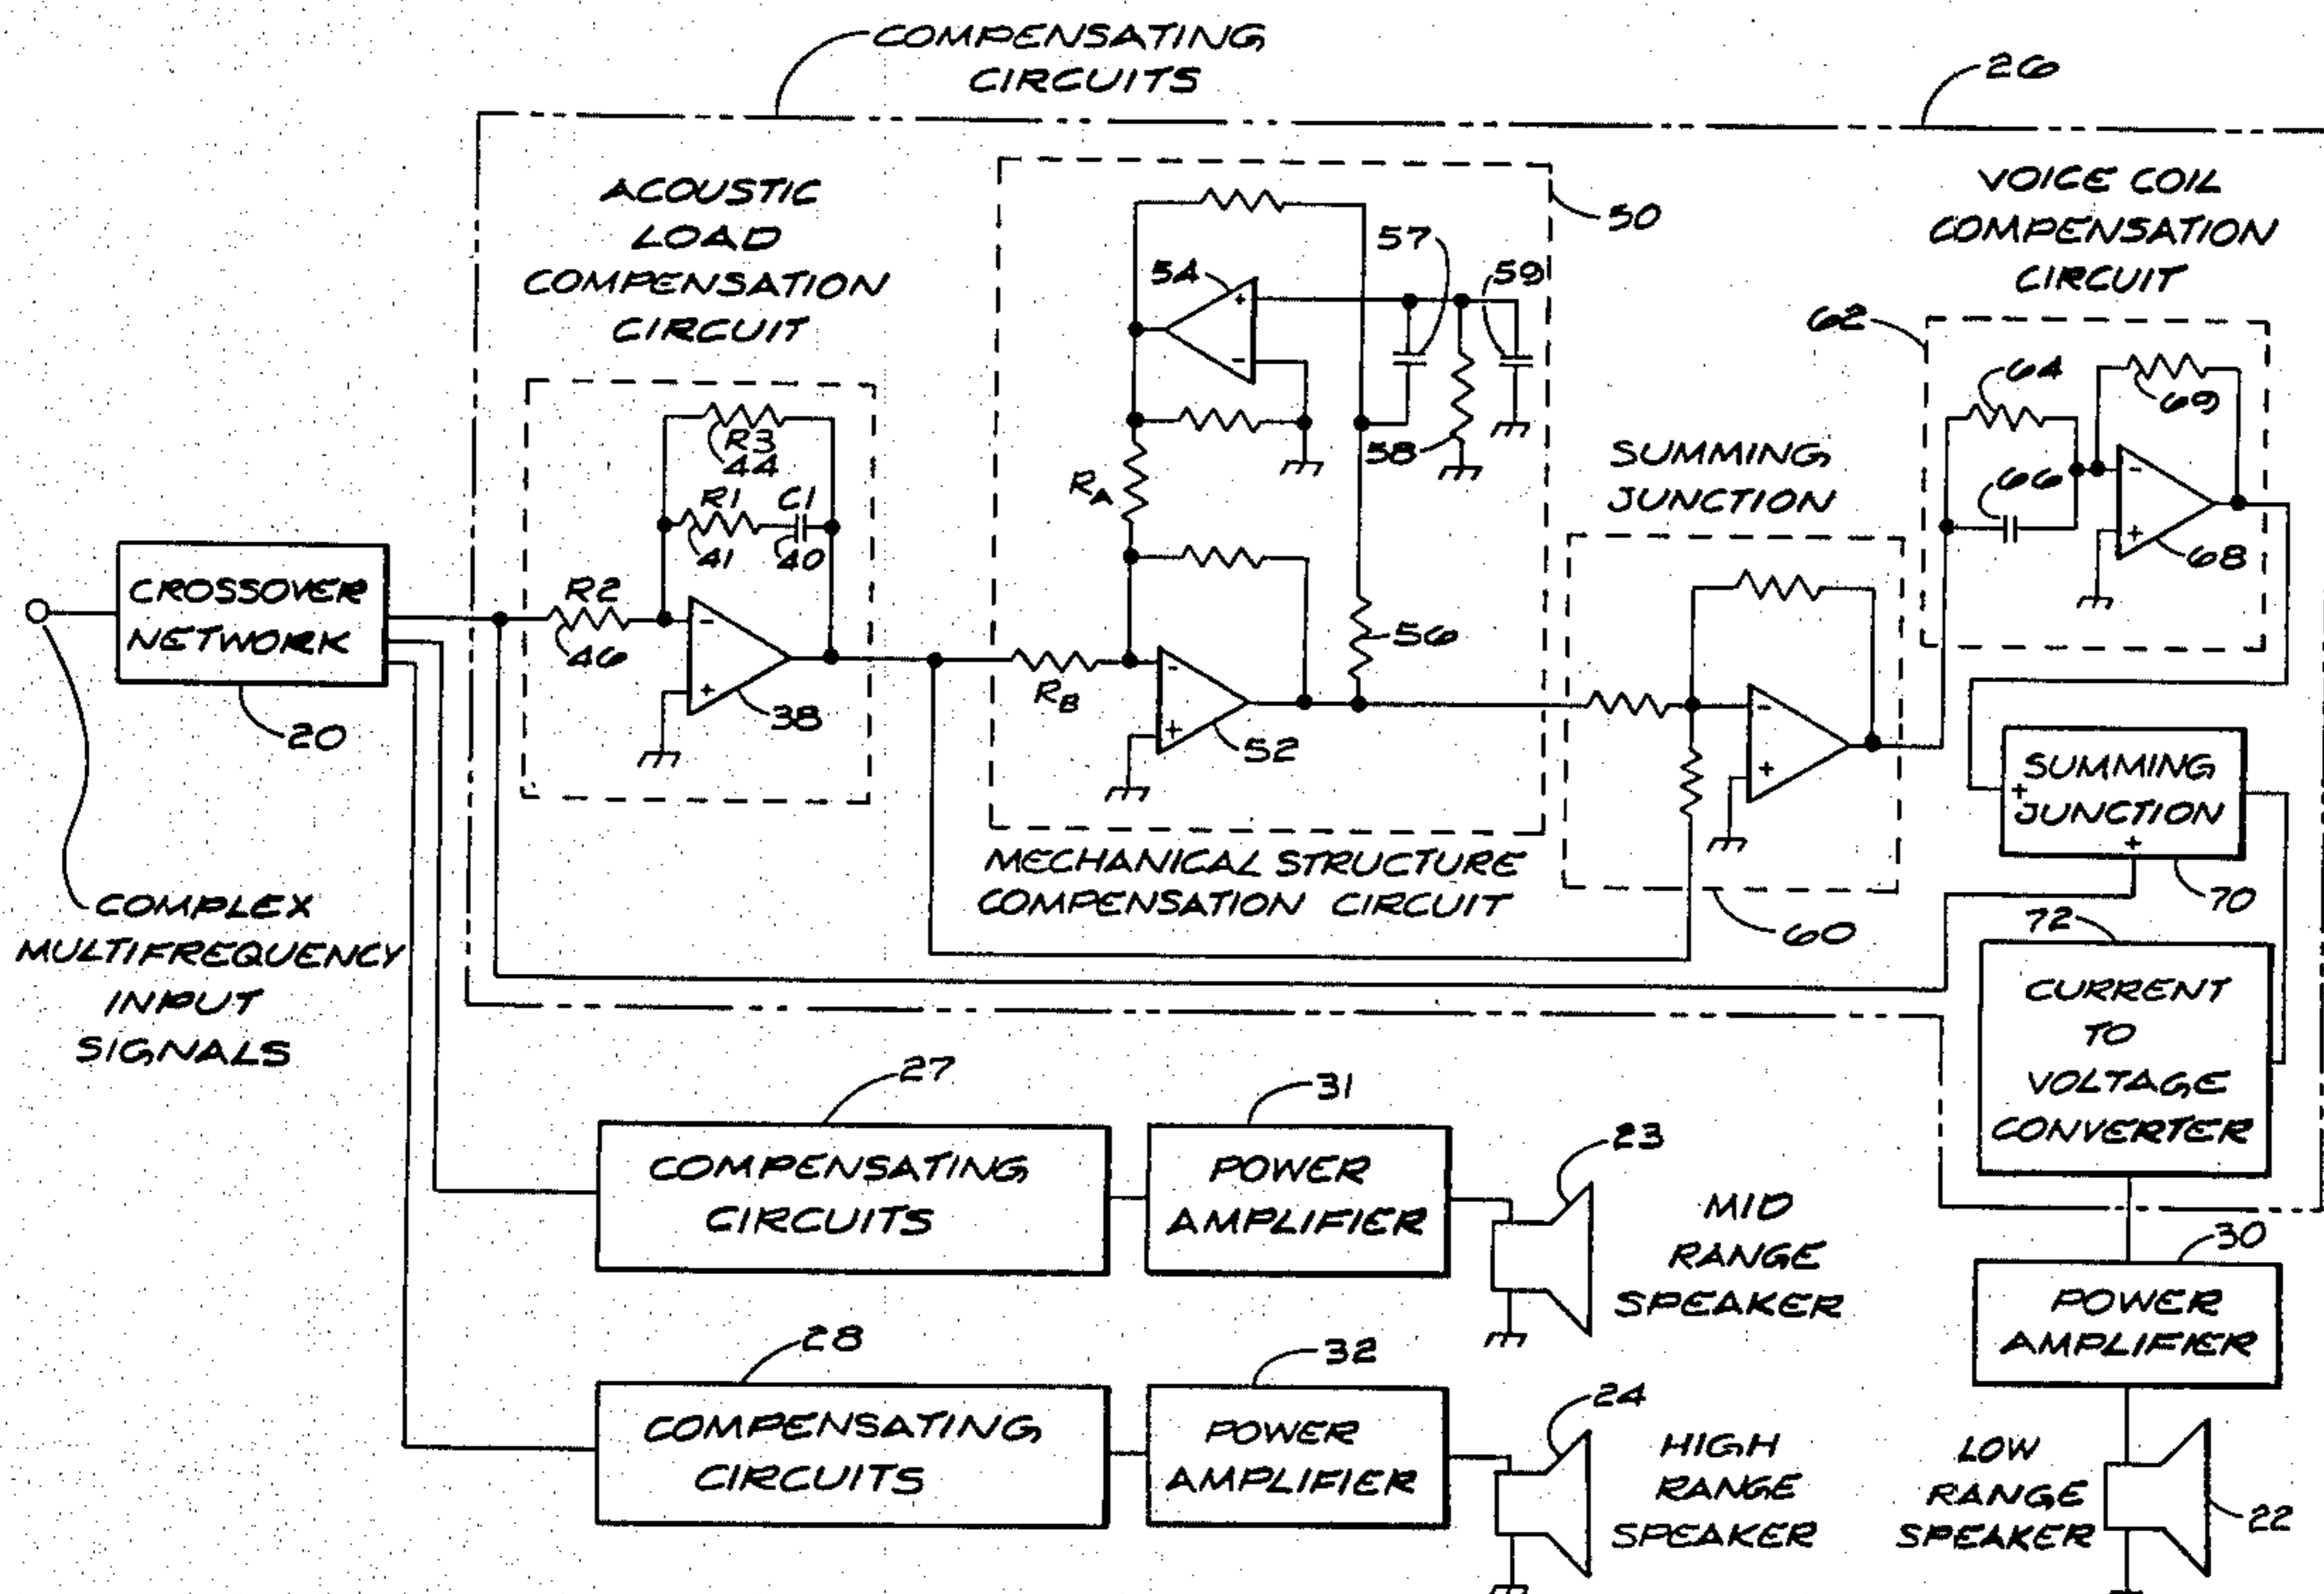 COMPENSATING
CIRCUITS
26
ACOUSTIC
LOAD
COMPENSATION
CIRCUIT
50
VOICE COIL
COMPENSATION
CIRCUIT
62
54
+
-
57
59
58
RA
R3
44
R1
C1
41
40
R2
46
-
+
38
RB
-
+
52
56
SUMMING
JUNCTION
-
+
60
64
66
69
-
+
68
CROSSOVER
NETWORK
20
COMPLEX
MULTIFREQUENCY
INPUT
SIGNALS
MECHANICAL STRUCTURE
COMPENSATION CIRCUIT
SUMMING
+
JUNCTION
+
70
72
CURRENT
TO
VOLTAGE
CONVERTER
27
COMPENSATING
CIRCUITS
31
POWER
AMPLIFIER
23
MID
RANGE
SPEAKER
30
POWER
AMPLIFIER
28
COMPENSATING
CIRCUITS
32
POWER
AMPLIFIER
24
HIGH
RANGE
SPEAKER
LOW
RANGE
SPEAKER
22